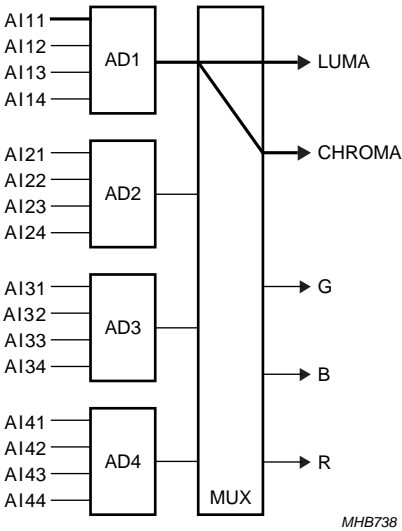 AI11
AI12
AI13
AI14
AD1
LUMA
CHROMA
AI21
AI22
AI23
AI24
AD2
AI31
AI32
AI33
AI34
AD3
G
B
AI41
AI42
AI43
AI44
AD4
R
MUX
MHB738